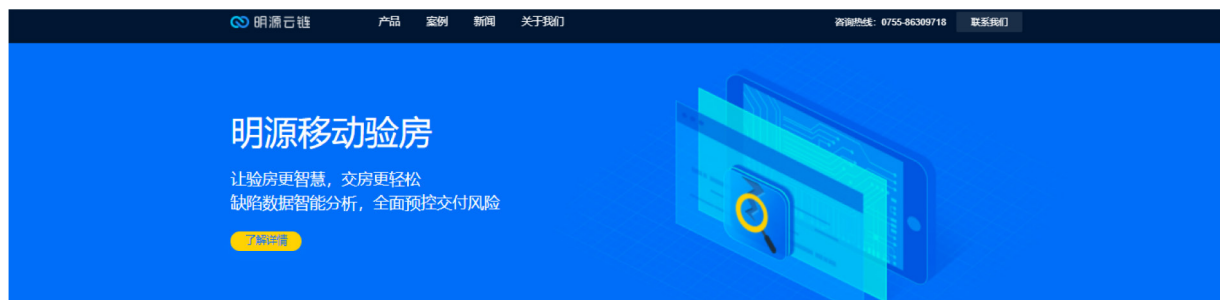 明源云链
产品 案例 新闻 关于我们
咨询热线：0755-86309718 联系我们
明源移动验房
让验房更智慧，交房更轻松
缺陷数据智能分析，全面预控交付风险
了解详情